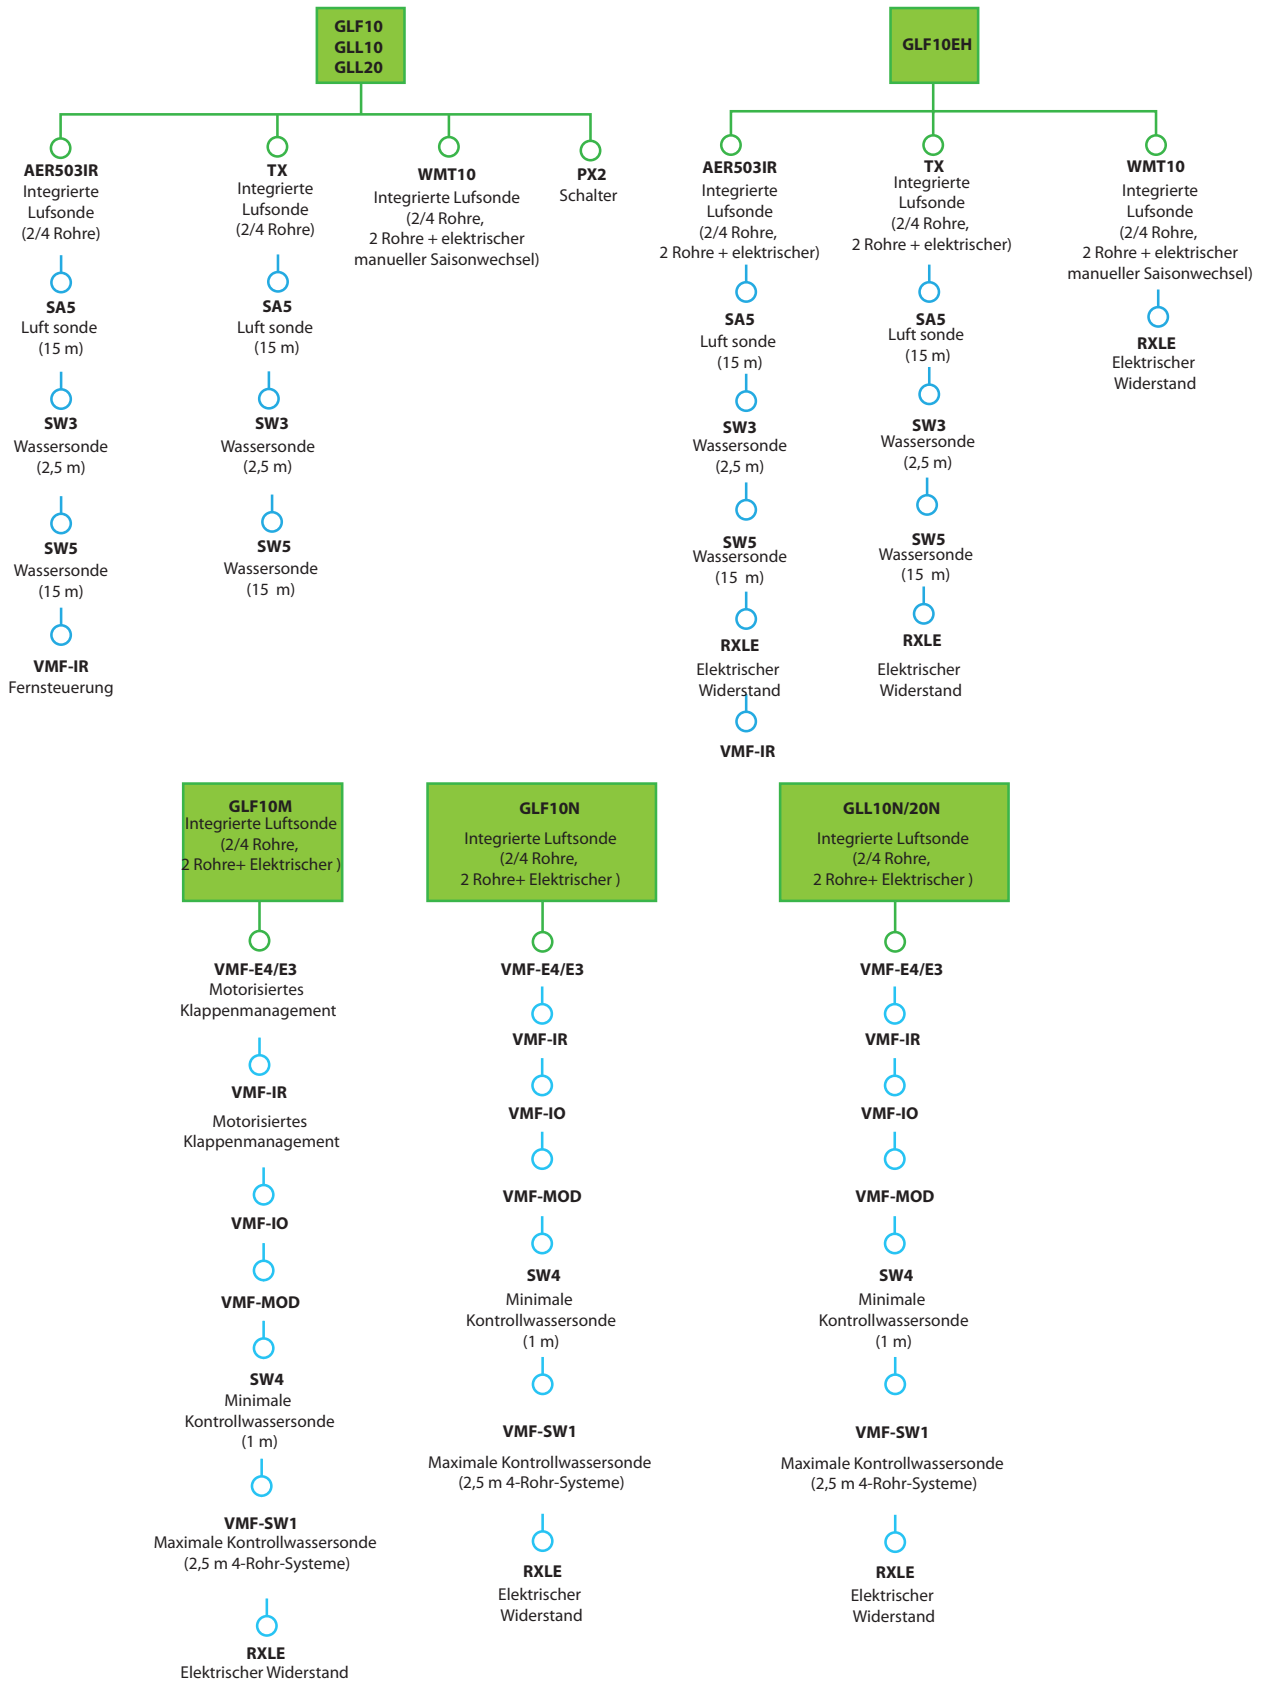 GLF10
GLL10
GLL20
AER503IR
Integrierte
Lufsonde
(2/4 Rohre)
SA5
Luft sonde
(15 m)
SW3
Wassersonde
(2,5 m)
SW5
Wassersonde
(15 m)
VMF-IR
Fernsteuerung
TX
Integrierte
Lufsonde
(2/4 Rohre)
SA5
Luft sonde
(15 m)
SW3
Wassersonde
(2,5 m)
SW5
Wassersonde
(15 m)
WMT10
Integrierte Lufsonde
(2/4 Rohre,
2 Rohre + elektrischer
manueller Saisonwechsel)
PX2
Schalter
GLF10EH
AER503IR
Integrierte
Lufsonde
(2/4 Rohre,
2 Rohre + elektrischer)
SA5
Luft sonde
(15 m)
SW3
Wassersonde
(2,5 m)
SW5
Wassersonde
(15 m)
RXLE
Elektrischer
Widerstand
VMF-IR
TX
Integrierte
Lufsonde
(2/4 Rohre,
2 Rohre + elektrischer)
SA5
Luft sonde
(15 m)
SW3
Wassersonde
(2,5 m)
SW5
Wassersonde
(15 m)
RXLE
Elektrischer
Widerstand
WMT10
Integrierte
Lufsonde
(2/4 Rohre,
2 Rohre + elektrischer
manueller Saisonwechsel)
RXLE
Elektrischer
Widerstand
GLF10M
Integrierte Luftsonde
(2/4 Rohre,
2 Rohre+ Elektrischer )
VMF-E4/E3
Motorisiertes
Klappenmanagement
VMF-IR
Motorisiertes
Klappenmanagement
VMF-IO
VMF-MOD
SW4
Minimale
Kontrollwassersonde
(1 m)
VMF-SW1
Maximale Kontrollwassersonde
(2,5 m 4-Rohr-Systeme)
RXLE
Elektrischer Widerstand
GLF10N
Integrierte Luftsonde
(2/4 Rohre,
2 Rohre+ Elektrischer )
VMF-E4/E3
VMF-IR
VMF-IO
VMF-MOD
SW4
Minimale
Kontrollwassersonde
(1 m)
VMF-SW1
Maximale Kontrollwassersonde
(2,5 m 4-Rohr-Systeme)
RXLE
Elektrischer
Widerstand
GLL10N/20N
Integrierte Luftsonde
(2/4 Rohre,
2 Rohre+ Elektrischer )
VMF-E4/E3
VMF-IR
VMF-IO
VMF-MOD
SW4
Minimale
Kontrollwassersonde
(1 m)
VMF-SW1
Maximale Kontrollwassersonde
(2,5 m 4-Rohr-Systeme)
RXLE
Elektrischer
Widerstand